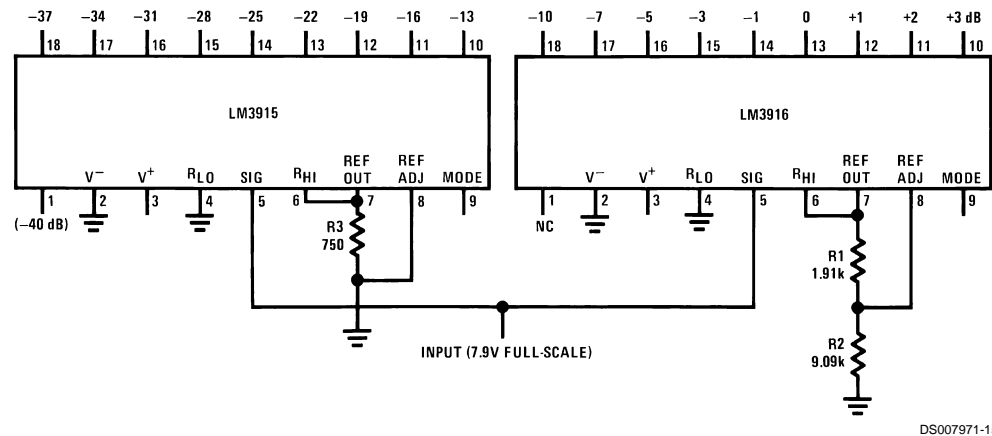 −37 −34 −31 −28 −25 −22 −19 −16 −13 −10 −7 −5 −3 −1 0 +1 +2 +3 dB
18 17 16 15 14 13 12 11 10 18 17 16 15 14 13 12 11 10
LM3915 LM3916
REF REF REF REF
V− V+ RLO SIG RHI OUT ADJ MODE V− V+ RLO SIG RHI OUT ADJ MODE
1 2 3 4 5 6 7 8 9 1 2 3 4 5 6 7 8 9
(−40 dB) NC
R3
750
R1
1.91k
INPUT (7.9V FULL-SCALE)
R2
9.09k
DS007971-1